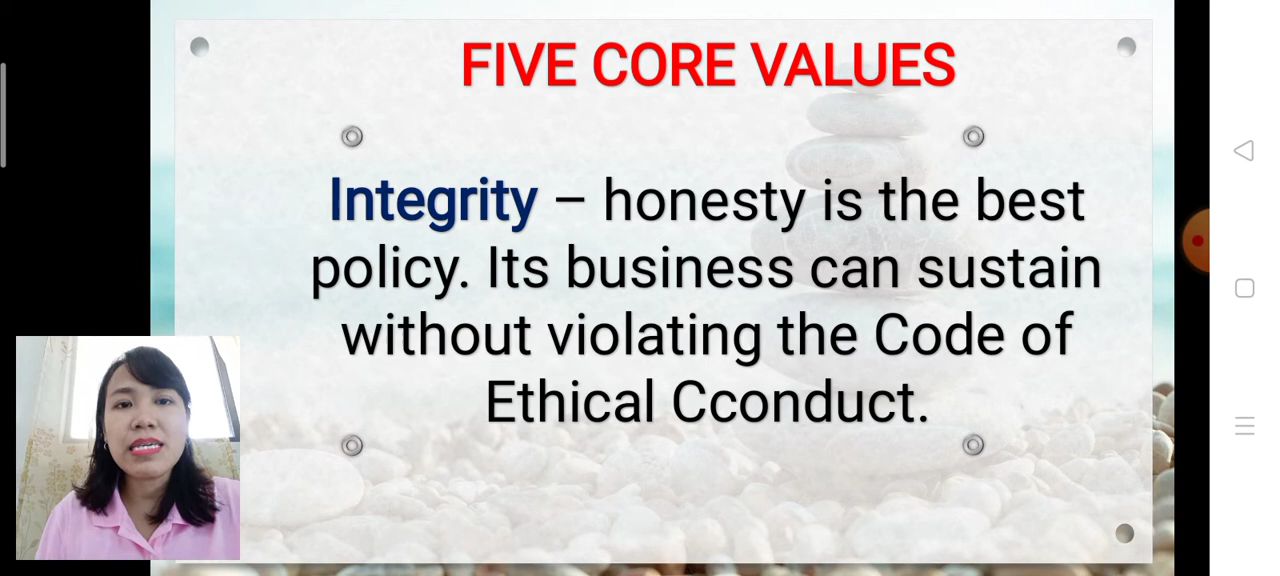 FIVE CORE VALUES
Integrity – honesty is the best
policy. Its business can sustain
without violating the Code of
Ethical Cconduct.